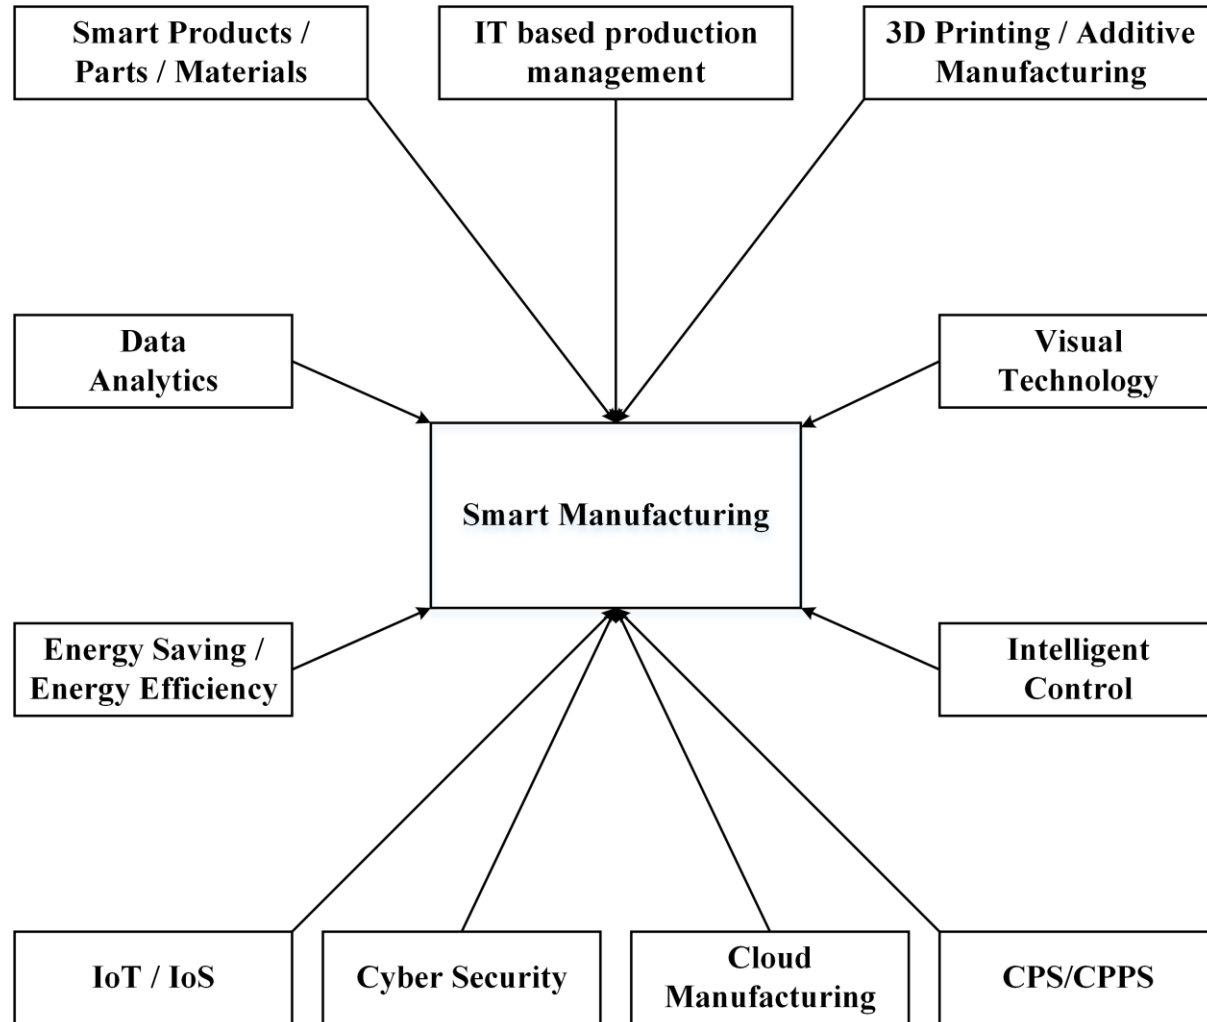 Smart Products /
Parts / Materials
IT based production
management
3D Printing / Additive
Manufacturing
Data
Analytics
Visual
Technology
Smart Manufacturing
Energy Saving /
Energy Efficiency
Intelligent
Control
IoT / IoS
Cyber Security
Cloud
Manufacturing
CPS/CPPS